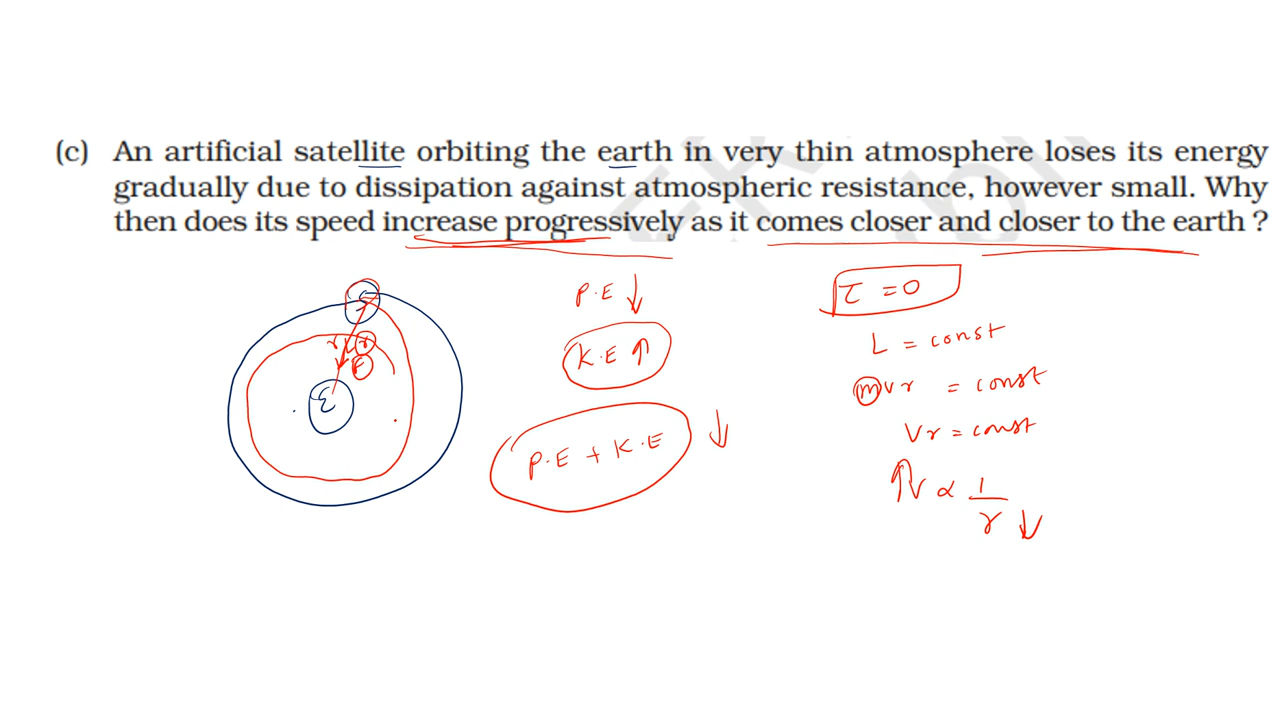 (c) An artificial satellite orbiting the earth in very thin atmosphere loses its energy
gradually due to dissipation against atmospheric resistance, however small. Why
then does its speed increase progressively as it comes closer and closer to the earth ?
P.E ↓
K.E ↑
P.E + K.E ↓
τ = 0
L = const
mvr = const
Vr = const
↑V ∝ 1/r ↓
S
r
r
F
E